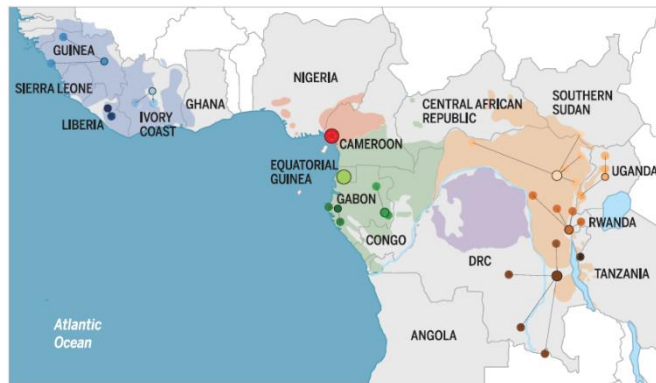 GUINEA
SIERRA LEONE
LIBERIA
IVORY
COAST
GHANA
NIGERIA
CAMEROON
EQUATORIAL
GUINEA
GABON
CONGO
CENTRAL AFRICAN
REPUBLIC
SOUTHERN
SUDAN
UGANDA
RWANDA
DRC
TANZANIA
ANGOLA
Atlantic
Ocean